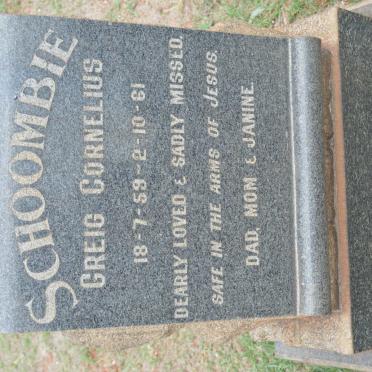 SCHOOMBIE
GREIG CORNELIUS
18-7-59-2-10-61
DEARLY LOVED & SADLY MISSED.
SAFE IN THE ARMS OF JESUS.
DAD, MOM & JANINE.